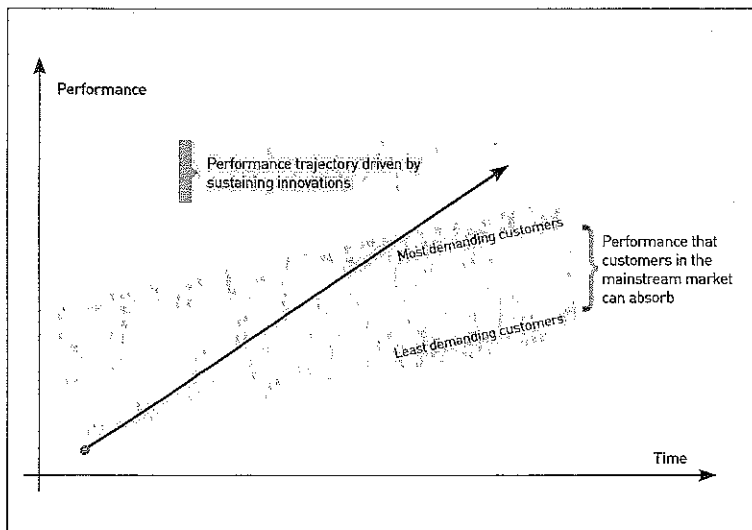 Performance
Performance trajectory driven by
sustaining innovations
Most demanding customers
Performance that
customers in the
mainstream market
can absorb
Least demanding customers
Time